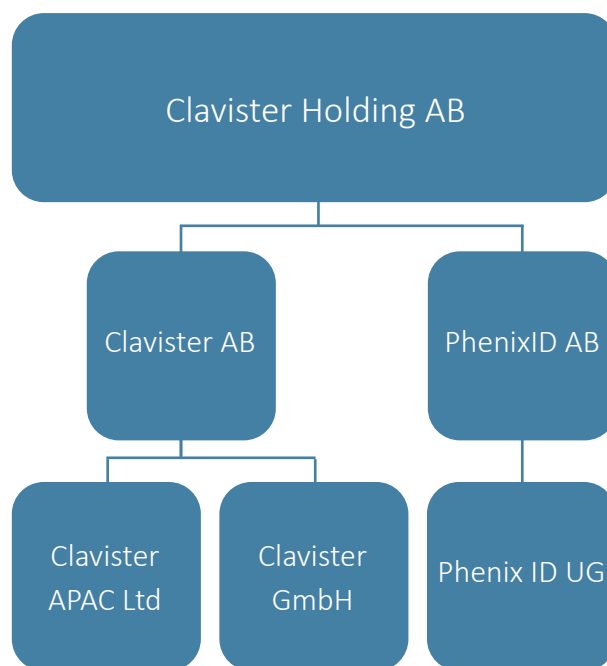 Clavister Holding AB
Clavister AB
PhenixID AB
Clavister
APAC Ltd
Clavister
GmbH
Phenix ID UG